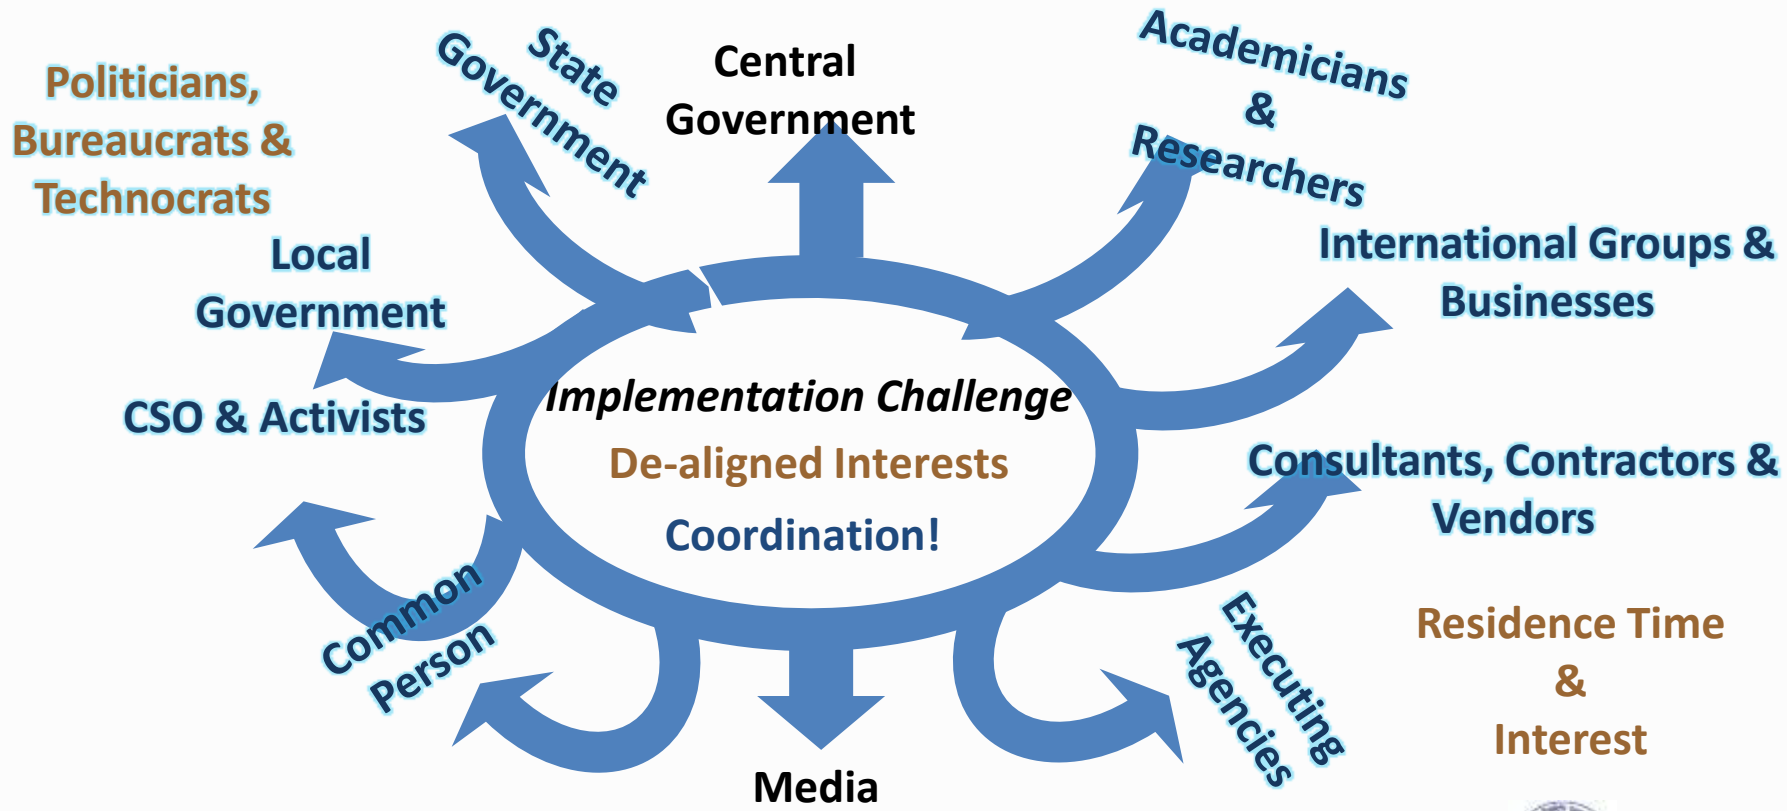 Politicians,
Bureaucrats &
Technocrats
State
Government
Central
Government
Academicians
&
Researchers
Local
Government
International Groups &
Businesses
CSO & Activists
Implementation Challenge
De-aligned Interests
Coordination!
Consultants, Contractors &
Vendors
Common
Person
Executing
Agencies
Residence Time
&
Interest
Media